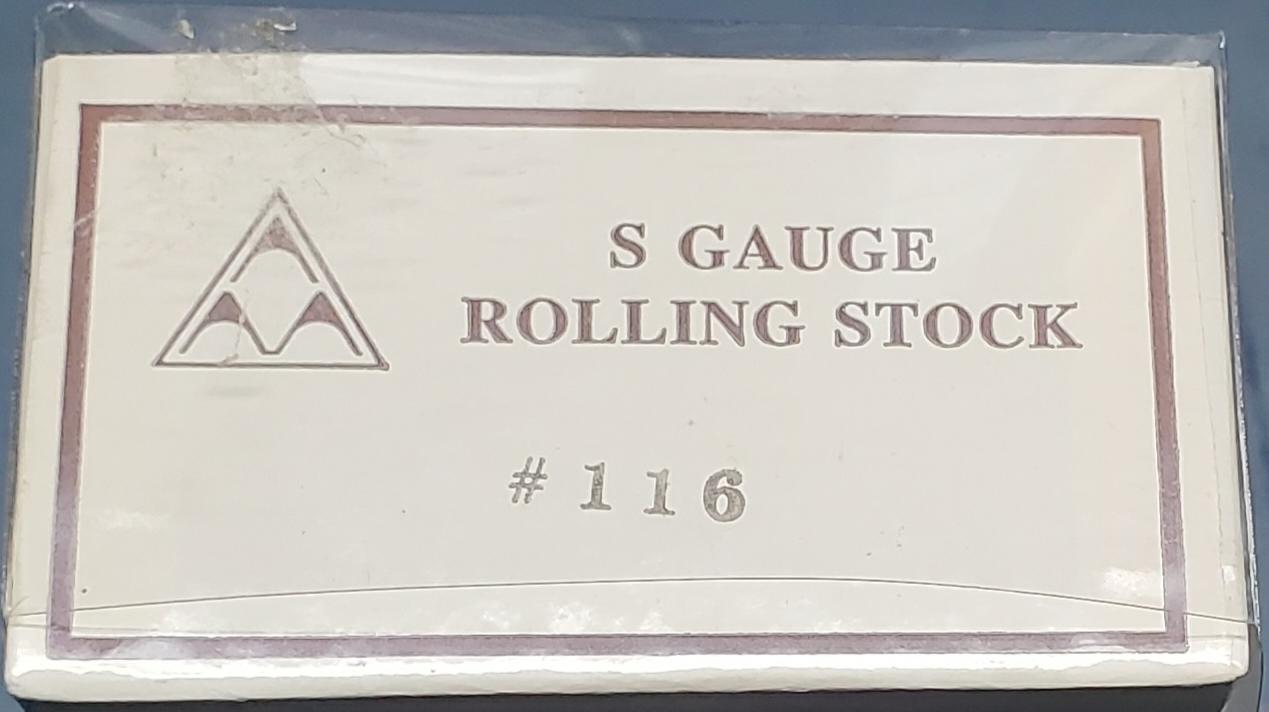 S GAUGE
ROLLING STOCK
# 116